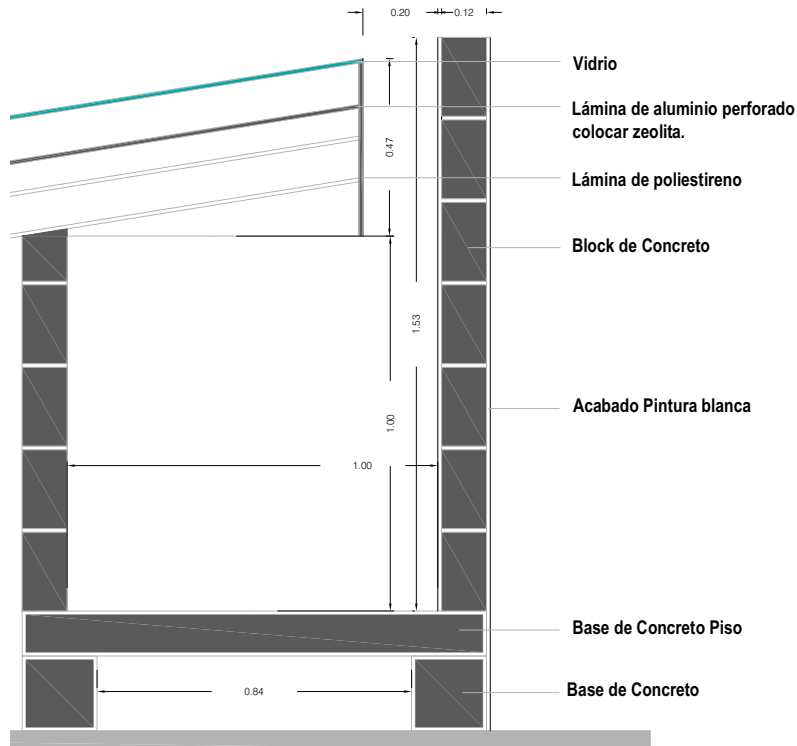 0.20
0.12
Vidrio
Lámina de aluminio perforado
colocar zeolita.
0.47
Lámina de poliestireno
Block de Concreto
1.53
Acabado Pintura blanca
1.00
1.00
Base de Concreto Piso
0.84
Base de Concreto